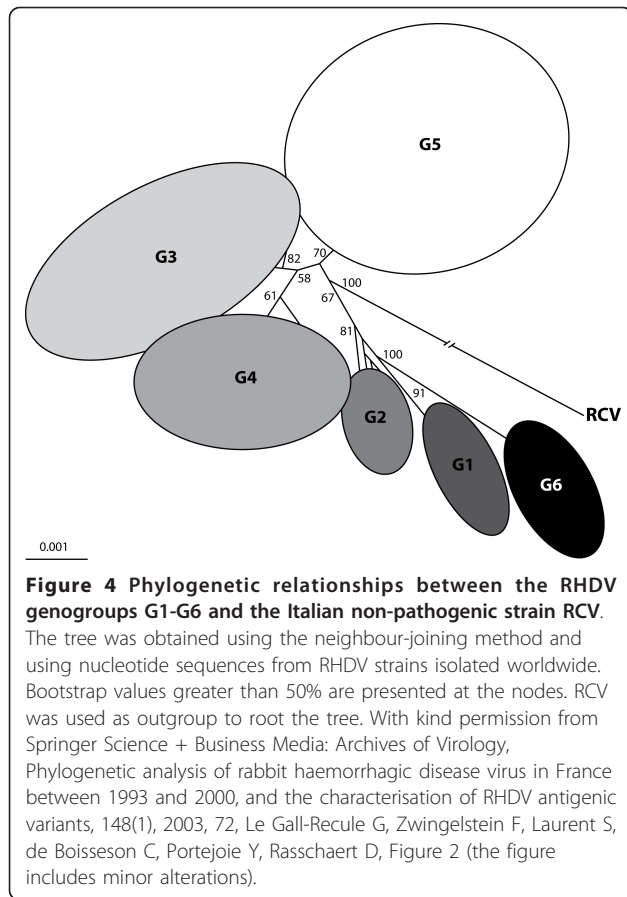 G5
G3
82
70
58
100
61
67
81
100
G4
91
RCV
G2
G1
G6
0.001
Figure 4 Phylogenetic relationships between the RHDV
genogroups G1-G6 and the Italian non-pathogenic strain RCV.
The tree was obtained using the neighbour-joining method and
using nucleotide sequences from RHDV strains isolated worldwide.
Bootstrap values greater than 50% are presented at the nodes. RCV
was used as outgroup to root the tree. With kind permission from
Springer Science + Business Media: Archives of Virology,
Phylogenetic analysis of rabbit haemorrhagic disease virus in France
between 1993 and 2000, and the characterisation of RHDV antigenic
variants, 148(1), 2003, 72, Le Gall-Recule G, Zwingelstein F, Laurent S,
de Boisseson C, Portejoie Y, Rasschaert D, Figure 2 (the figure
includes minor alterations).